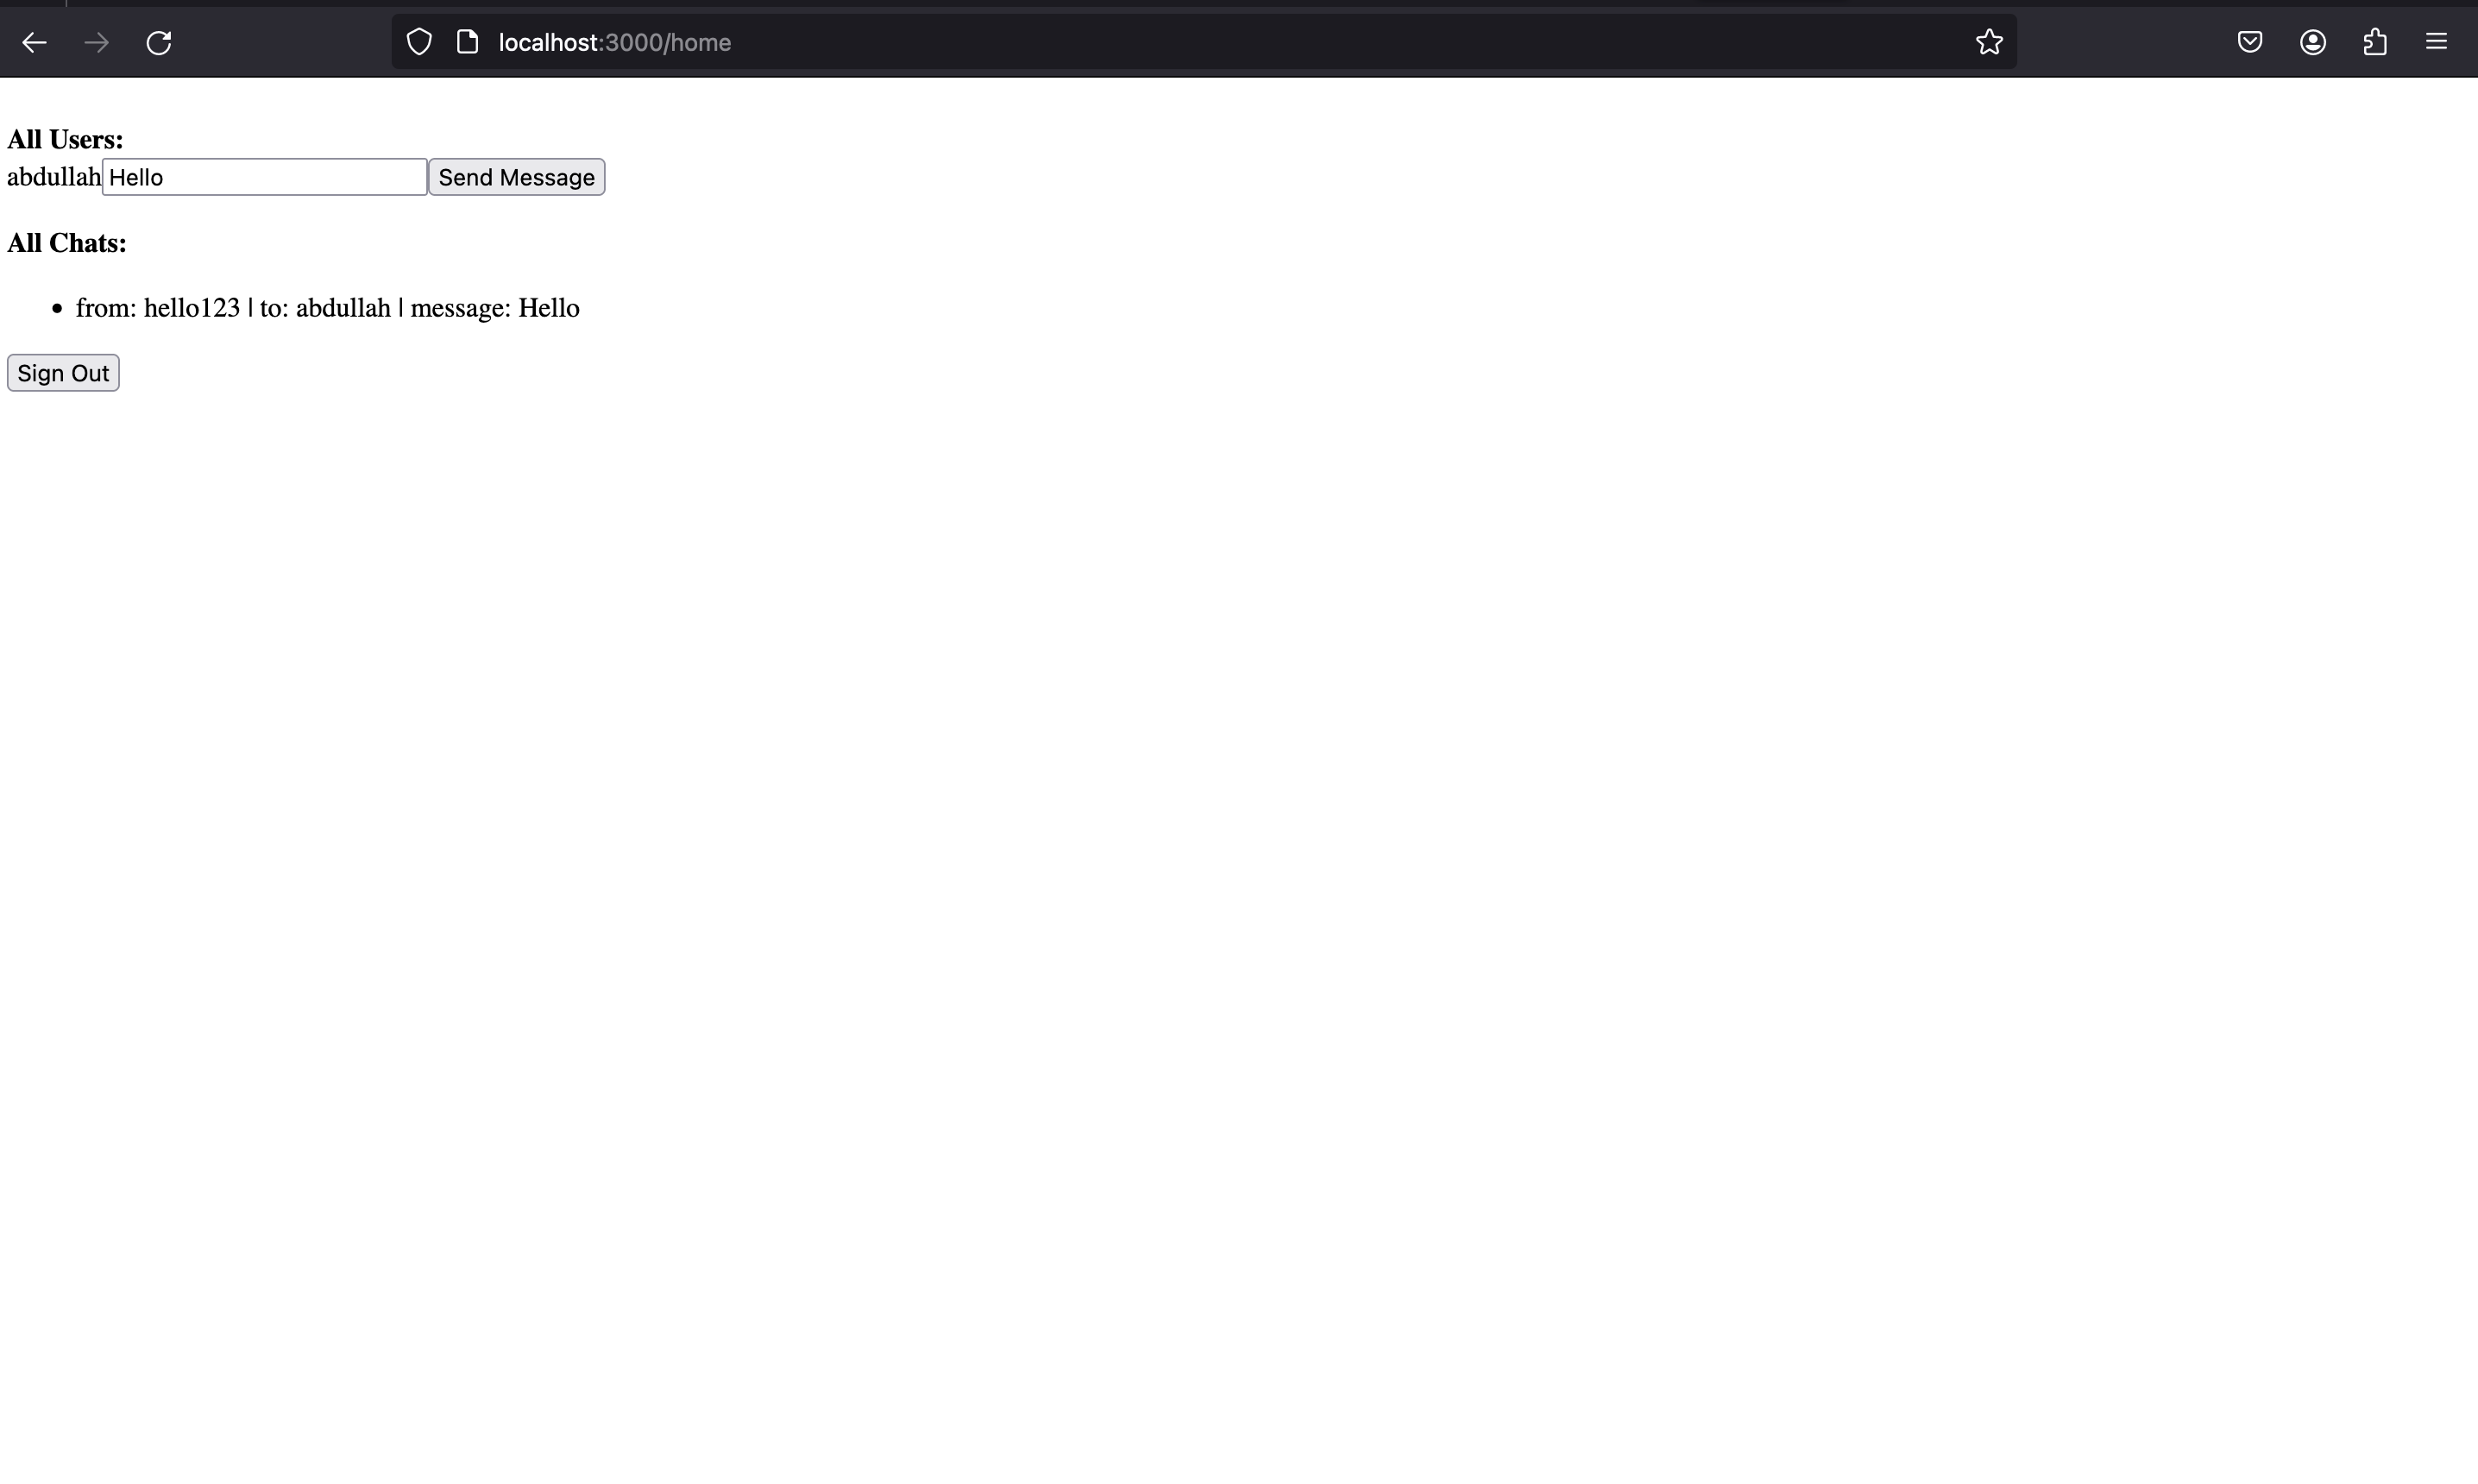 localhost:3000/home
All Users:
abdullah Hello Send Message
All Chats:
• from: hello123 | to: abdullah | message: Hello
Sign Out